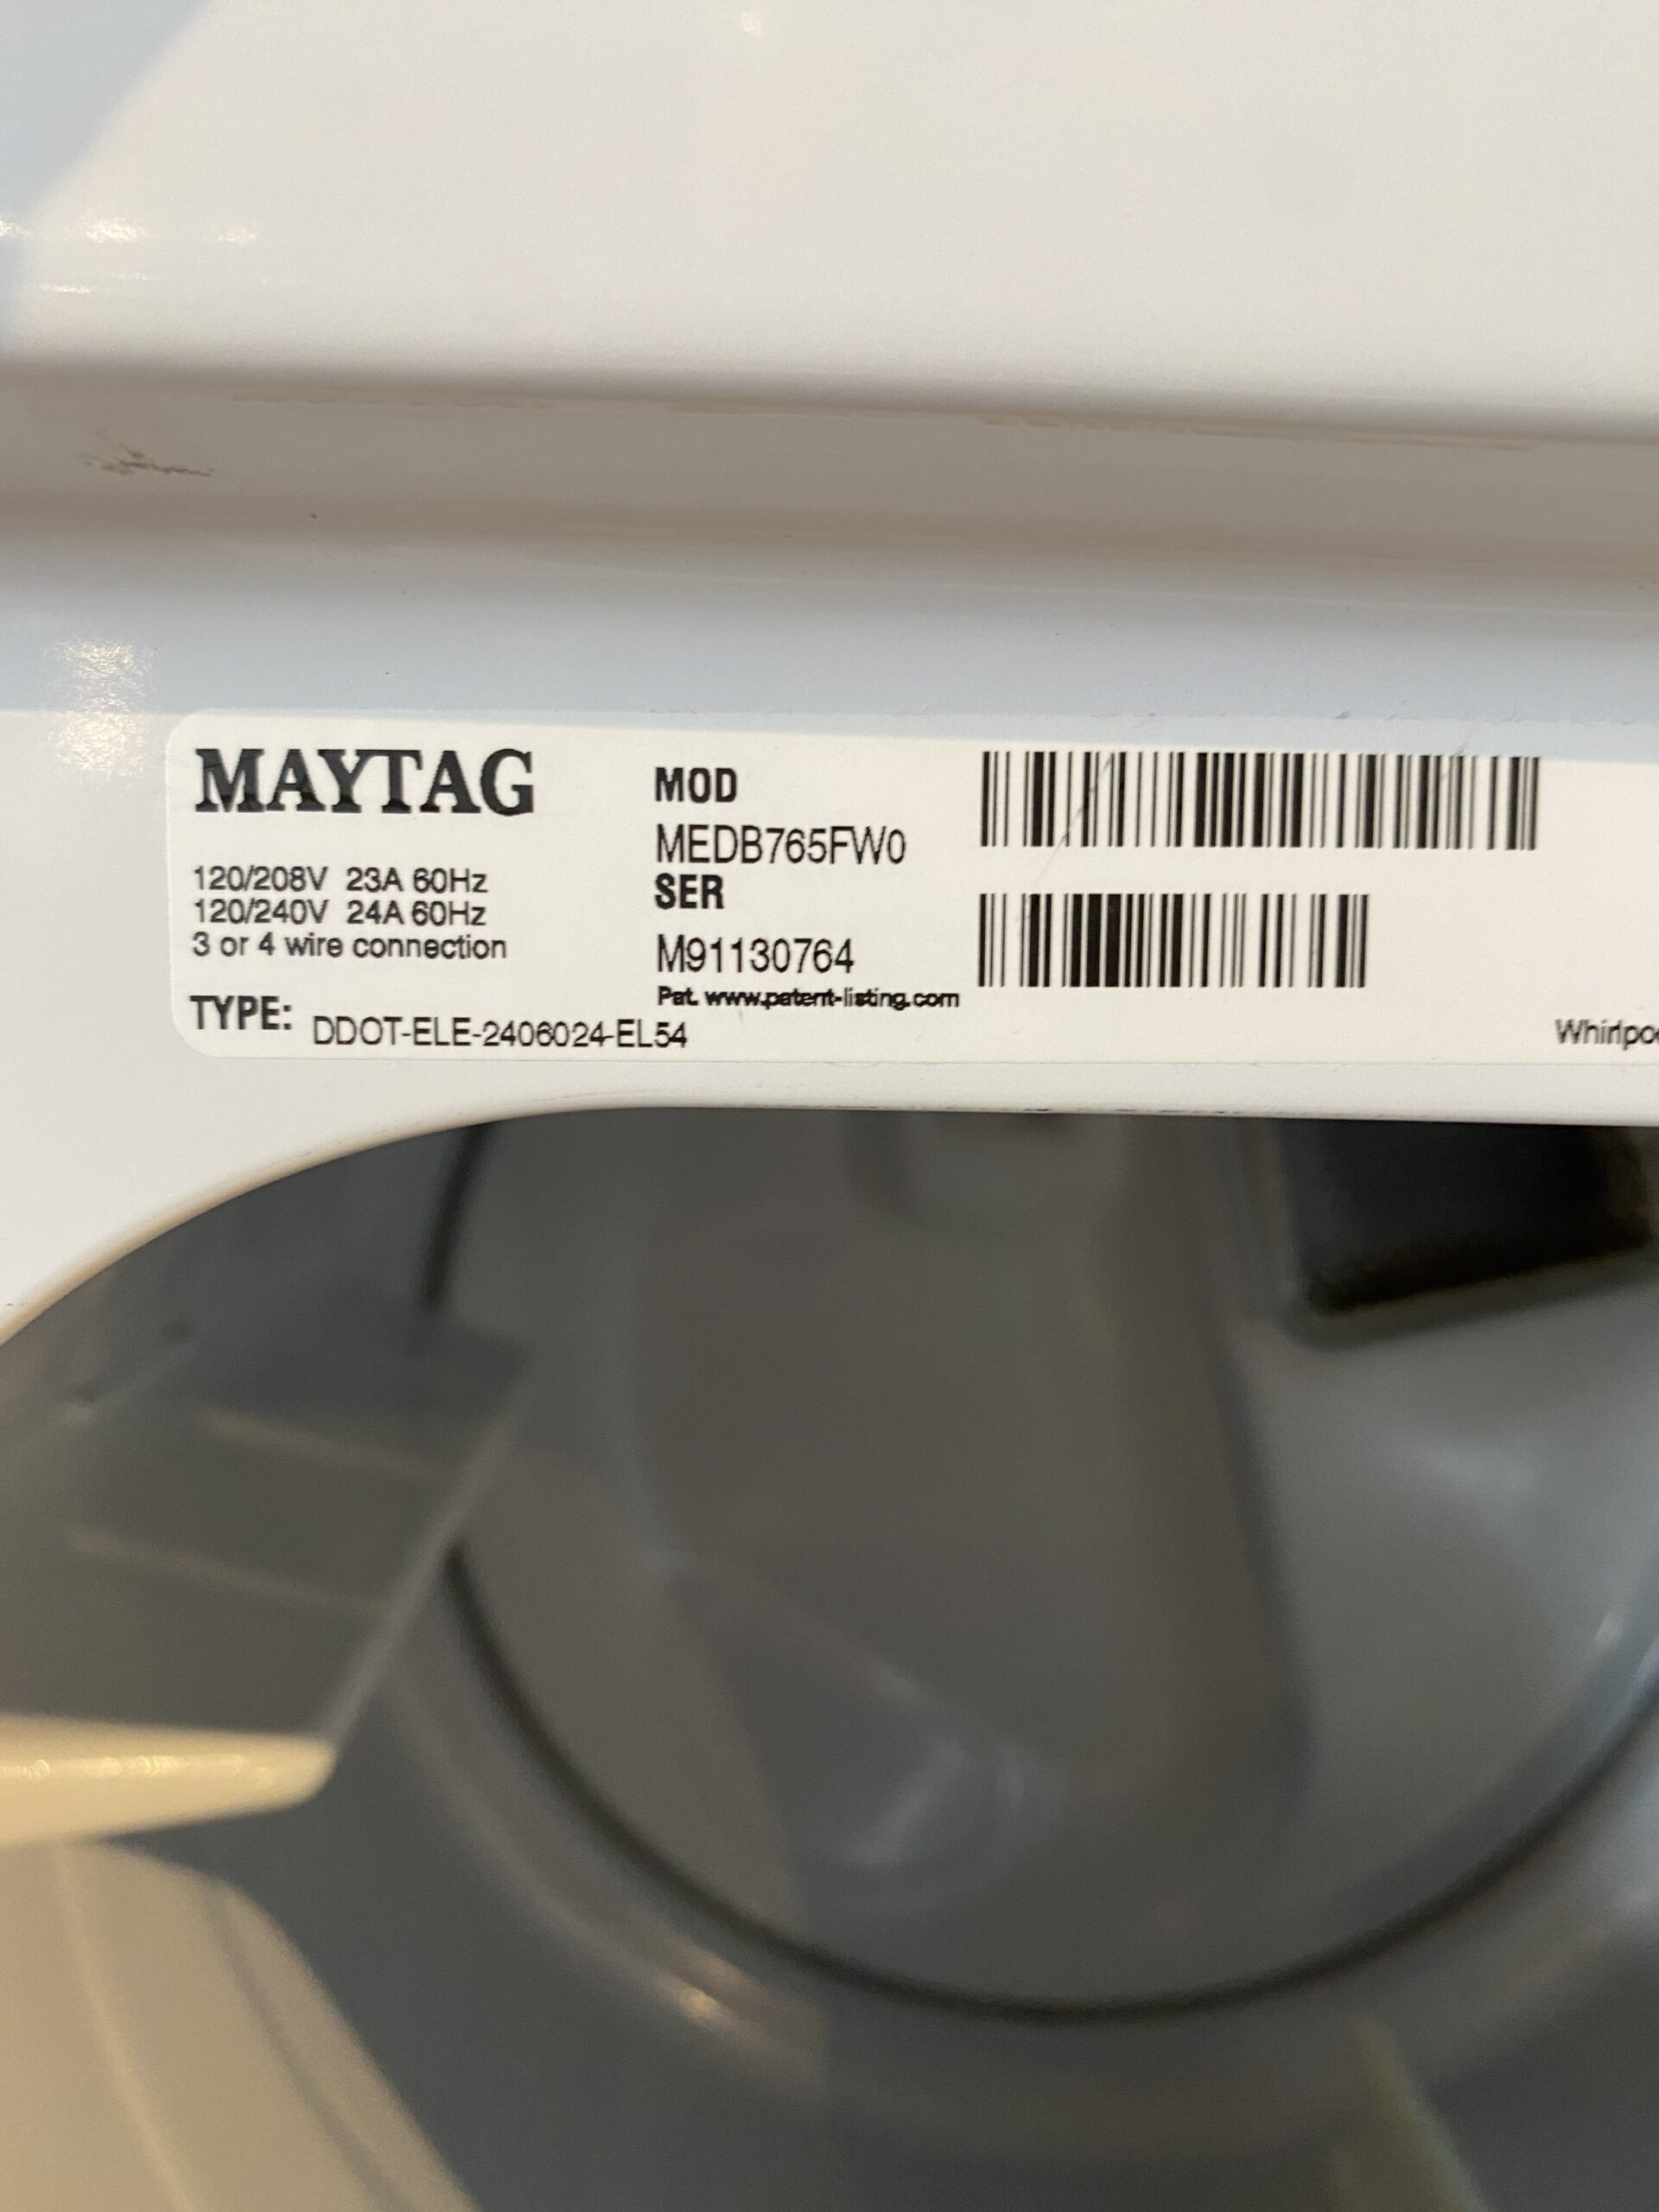 MAYTAG
120/208V 23A 60Hz
120/240V 24A 60Hz
3 or 4 wire connection
TYPE: DDOT-ELE-2406024-EL54
MOD
MEDB765FW0
SER
M91130764
Pat. www.patent-listing.com